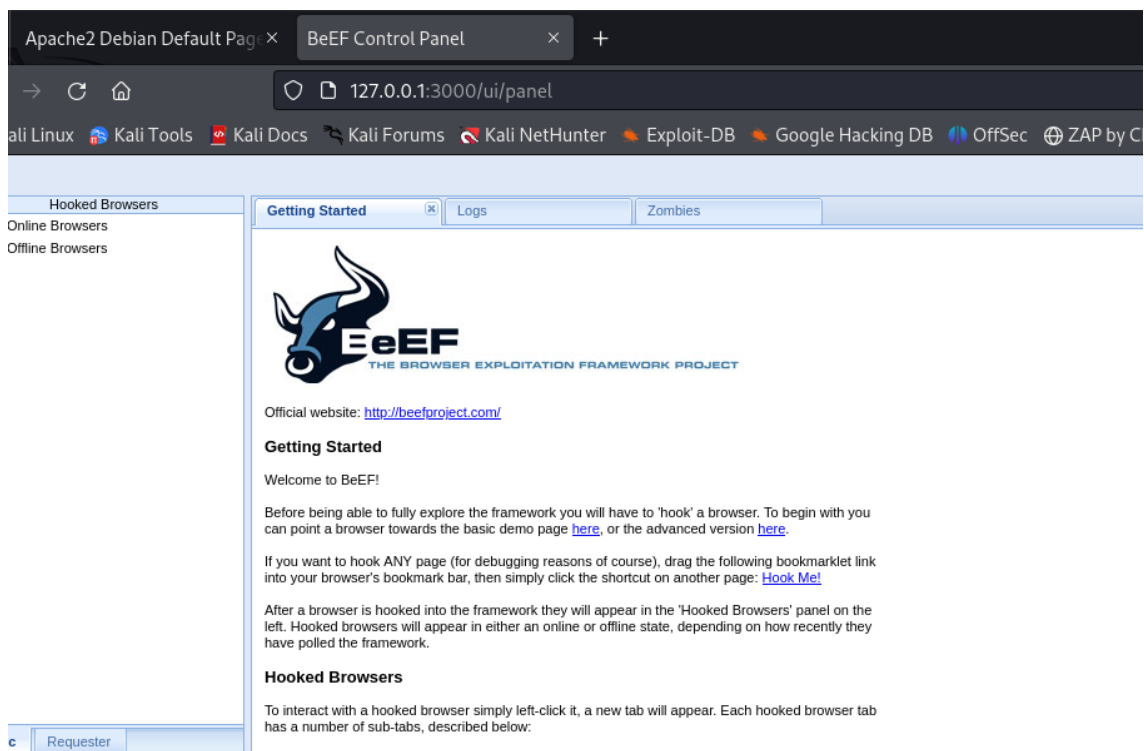 Apache2 Debian Default Page
BeEF Control Panel
127.0.0.1:3000/ui/panel
ali Linux Kali Tools Kali Docs Kali Forums Kali NetHunter Exploit-DB Google Hacking DB OffSec ZAP by C
Hooked Browsers
Online Browsers
Offline Browsers
Getting Started Logs Zombies
BeEF
THE BROWSER EXPLOITATION FRAMEWORK PROJECT
Official website: http://beefproject.com/
Getting Started
Welcome to BeEF!
Before being able to fully explore the framework you will have to 'hook' a browser. To begin with you
can point a browser towards the basic demo page here, or the advanced version here.
If you want to hook ANY page (for debugging reasons of course), drag the following bookmarklet link
into your browser's bookmark bar, then simply click the shortcut on another page: Hook Me!
After a browser is hooked into the framework they will appear in the 'Hooked Browsers' panel on the
left. Hooked browsers will appear in either an online or offline state, depending on how recently they
have polled the framework.
Hooked Browsers
To interact with a hooked browser simply left-click it, a new tab will appear. Each hooked browser tab
has a number of sub-tabs, described below:
c Requester